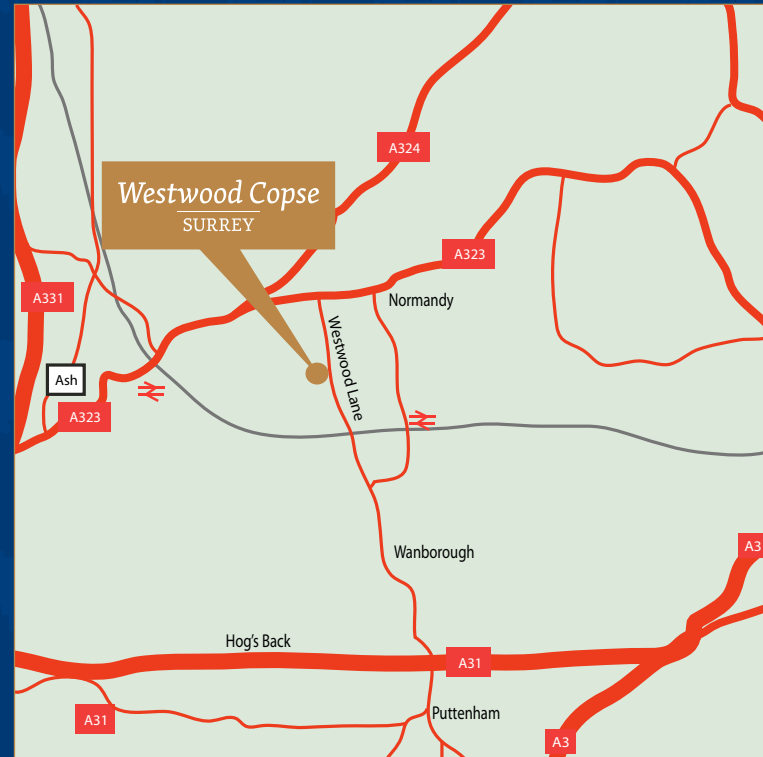 A324
Westwood Copse
SURREY
A323
A331
Normandy
Westwood Lane
Ash
A323
Wanborough
A3
Hog's Back
A31
Puttenham
A31
A3